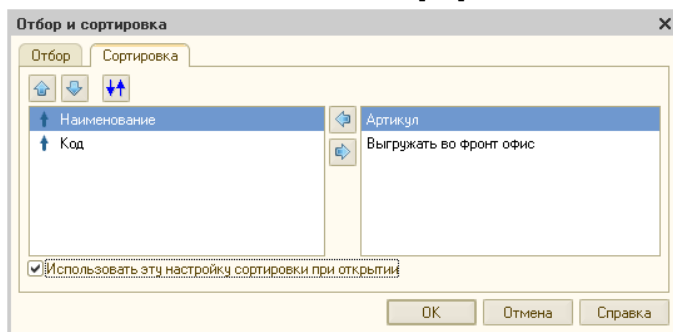 Отбор и сортировка
Отбор Сортировка
Наименование Артикул
Код Выгружать во фронт офис
Использовать эту настройку сортировки при открытии
OK Отмена Справка